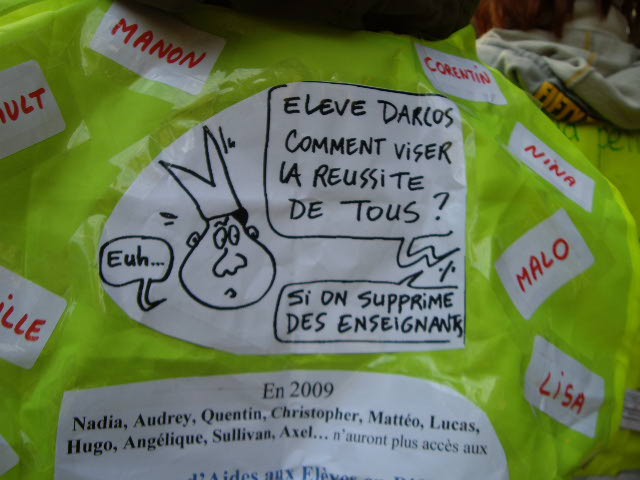 MANON
CORENTIN
AULT
FIFTY
NINA
MALO
LISA
ILLE
ELEVE DARCOS
COMMENT VISER
LA REUSSITE
DE TOUS ?
Euh...
SI ON SUPPRIME
DES ENSEIGNANTS
En 2009
Nadia, Audrey, Quentin, Christopher, Mattéo, Lucas,
Hugo, Angélique, Sullivan, Axel... n'auront plus accès aux
d'Aides aux Elèves en